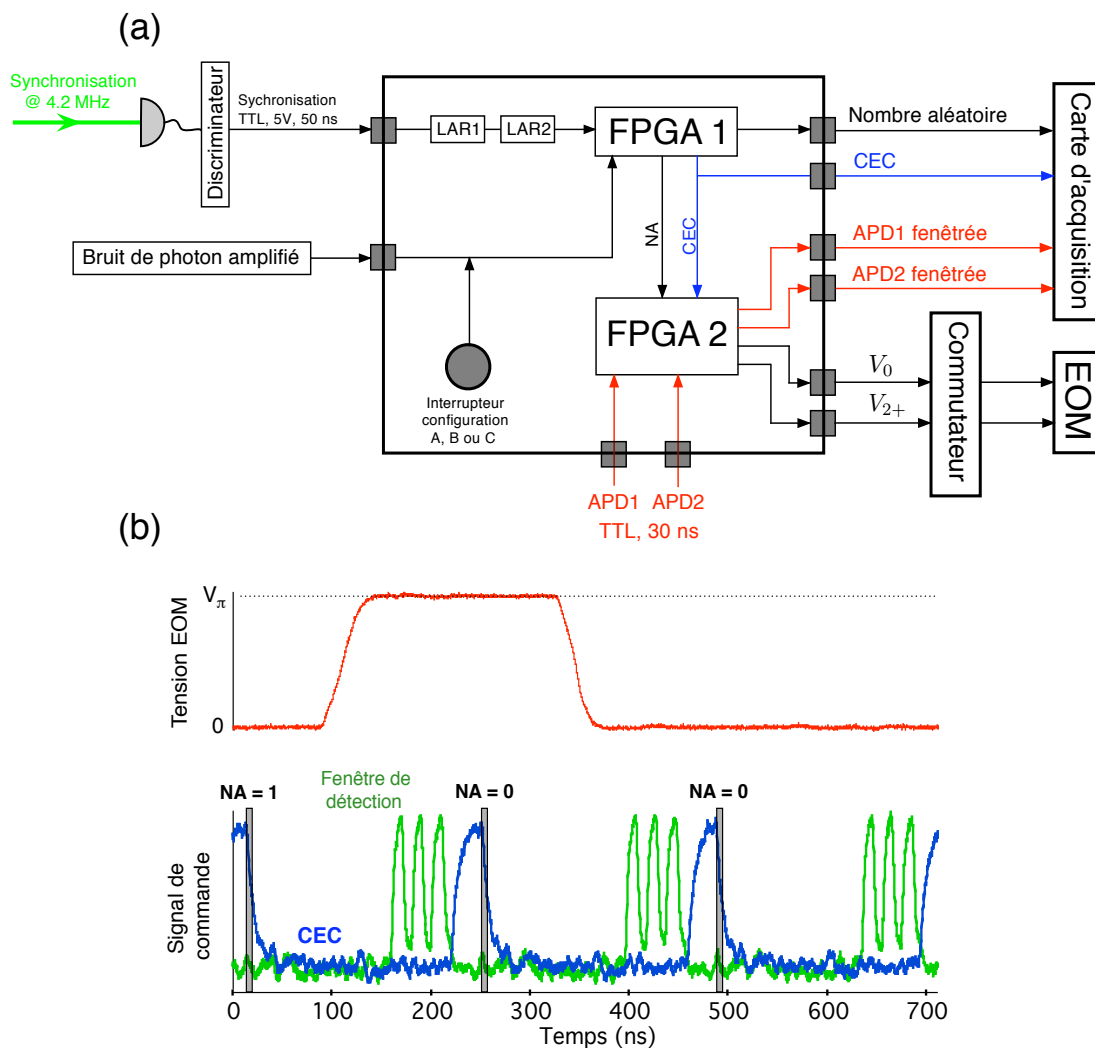 (a)
Synchronisation
@ 4.2 MHz
Discriminateur
Sychronisation
TTL, 5V, 50 ns
LAR1
LAR2
FPGA 1
Nombre aléatoire
CEC
Carte d'acquisition
Bruit de photon amplifié
NA
CEC
APD1 fenêtrée
APD2 fenêtrée
FPGA 2
Interrupteur
configuration
A, B ou C
V0
V2+
Commutateur
EOM
APD1
APD2
TTL, 30 ns
(b)
Tension EOM
Vπ
0
NA = 1
Fenêtre de
détection
NA = 0
NA = 0
Signal de
commande
CEC
0
100
200
300
400
500
600
700
Temps (ns)